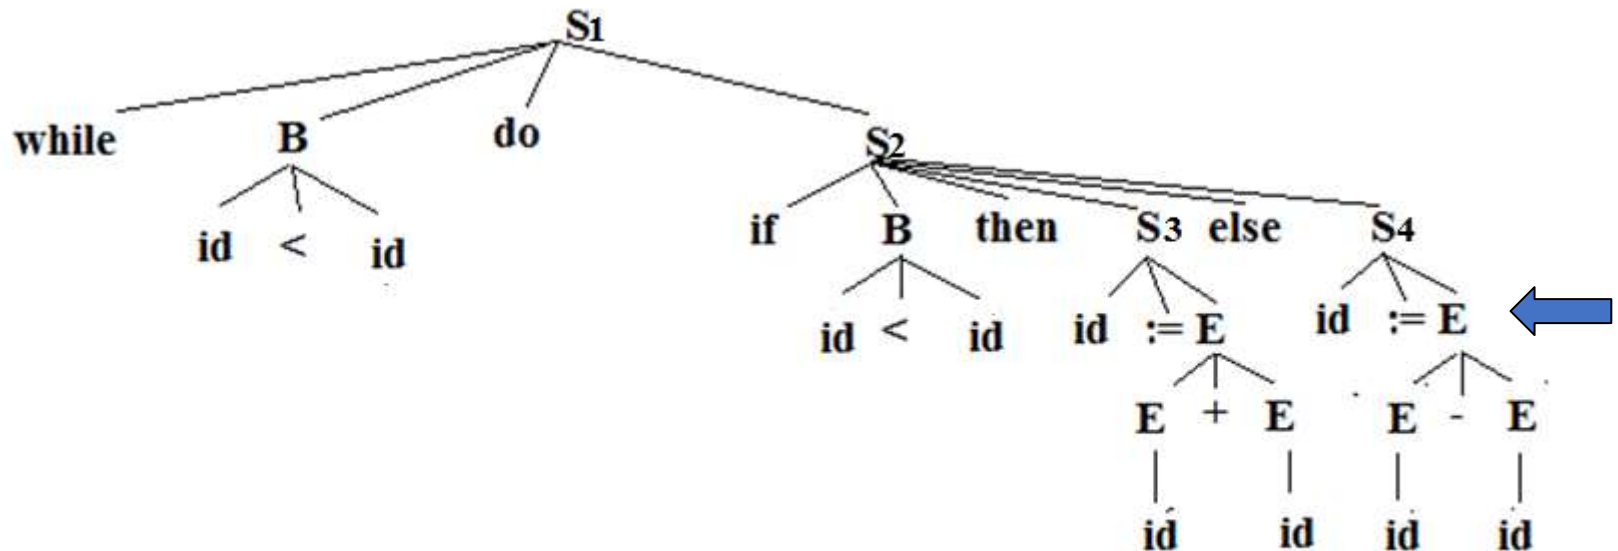 S1
while B do S2
id < id if B then S3 else S4
id < id id := E id := E
E + E E - E
id id id id